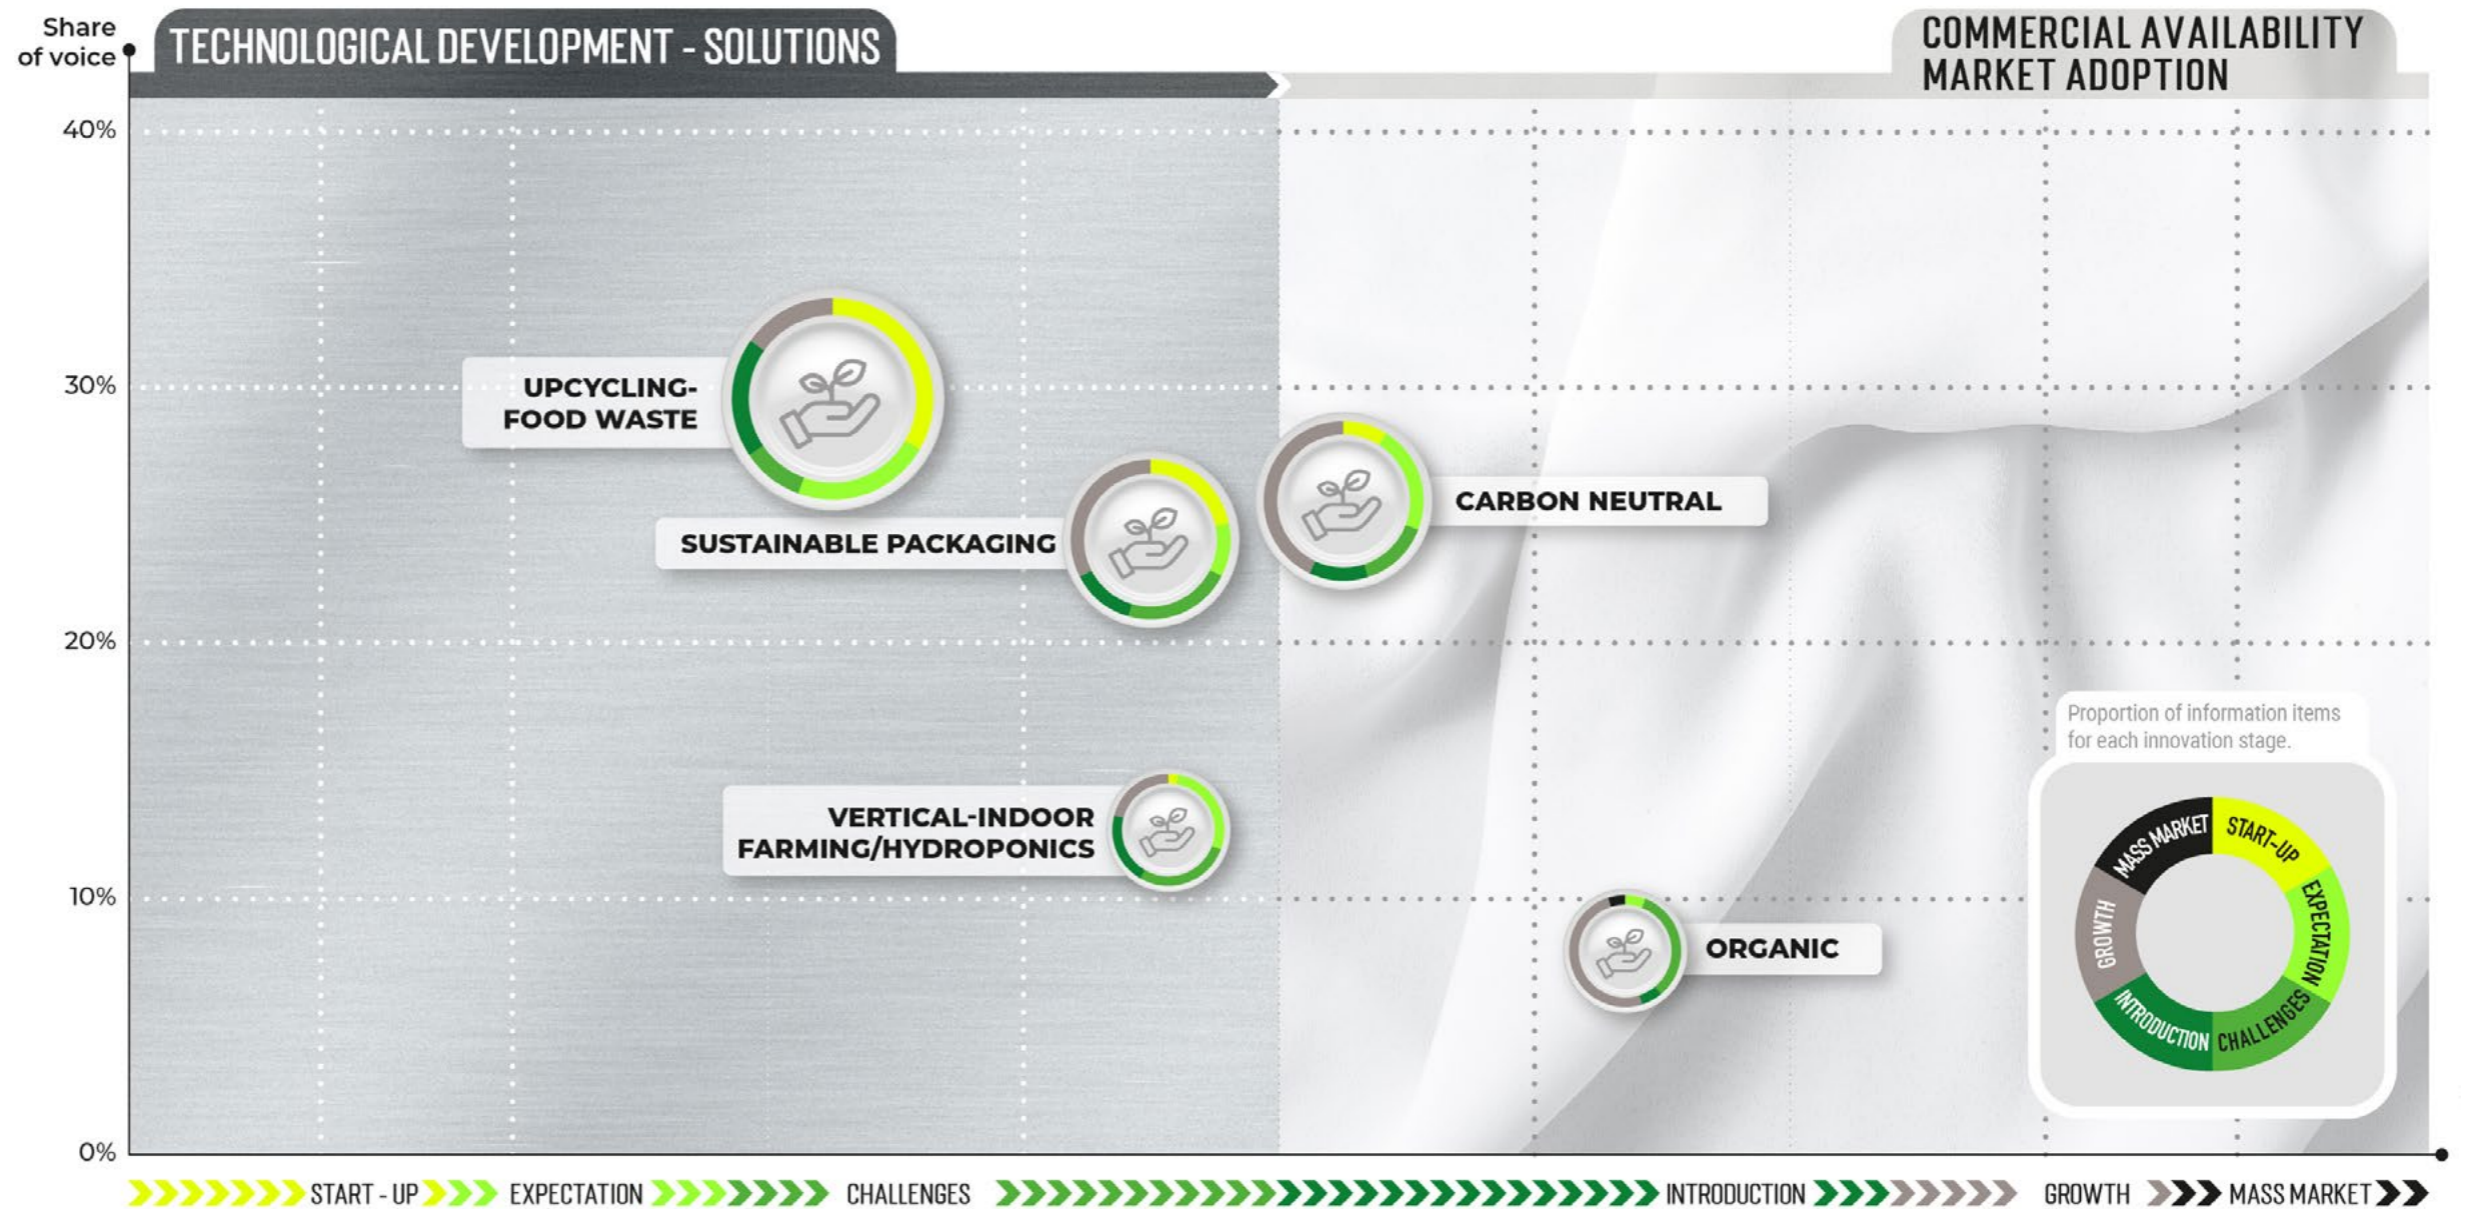 Share
of voice
TECHNOLOGICAL DEVELOPMENT - SOLUTIONS
COMMERCIAL AVAILABILITY
MARKET ADOPTION
40%
30%
20%
10%
0%
UPCYCLING-
FOOD WASTE
SUSTAINABLE PACKAGING
CARBON NEUTRAL
VERTICAL-INDOOR
FARMING/HYDROPONICS
ORGANIC
Proportion of information items
for each innovation stage.
START-UP
EXPECTATION
CHALLENGES
INTRODUCTION
GROWTH
MASS MARKET
START - UP EXPECTATION CHALLENGES INTRODUCTION GROWTH MASS MARKET